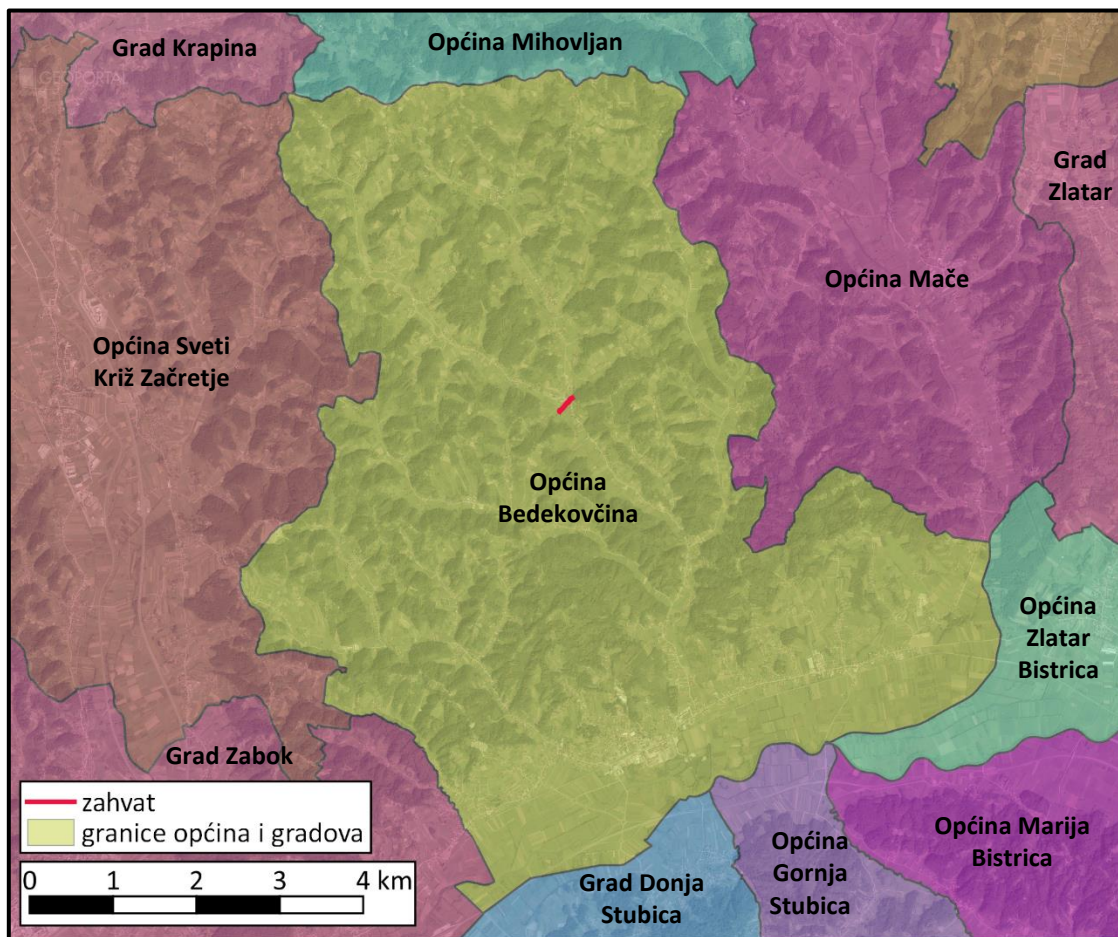 Grad Krapina
Općina Mihovljan
GEOPORTA
Grad
Zlatar
Općina Mače
Općina Sveti
Križ Začretje
Općina
Bedekovčina
Općina
Zlatar
Bistrica
Grad Zabok
zahvat
granice općina i gradova
0 1 2 3 4 km
Općina Marija
Bistrica
Općina
Gornja
Stubica
Grad Donja
Stubica